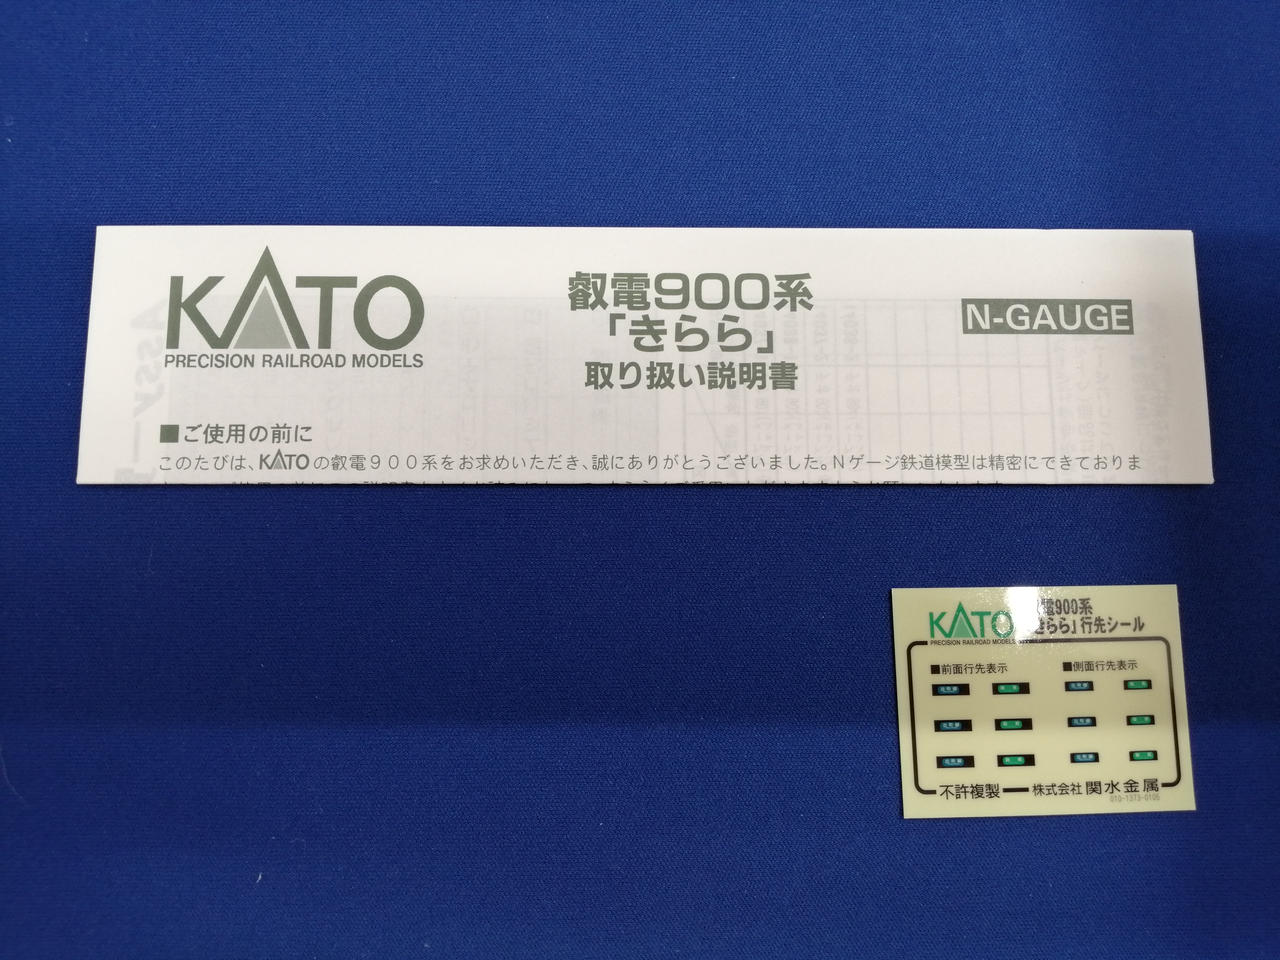 KATO
PRECISION RAILROAD MODELS
叡電900系
「きらら」
取り扱い説明書
N-GAUGE
■ご使用の前に
このたびは、KATOの叡電900系をお求めいただき、誠にありがとうございました。Nゲージ鉄道模型は精密にできておりま
KATO
PRECISION RAILROAD MODELS
電900系
きらら」行先シール
■前面行先表示
■側面行先表示
不許複製
株式会社 関水金属
010-1373-0106